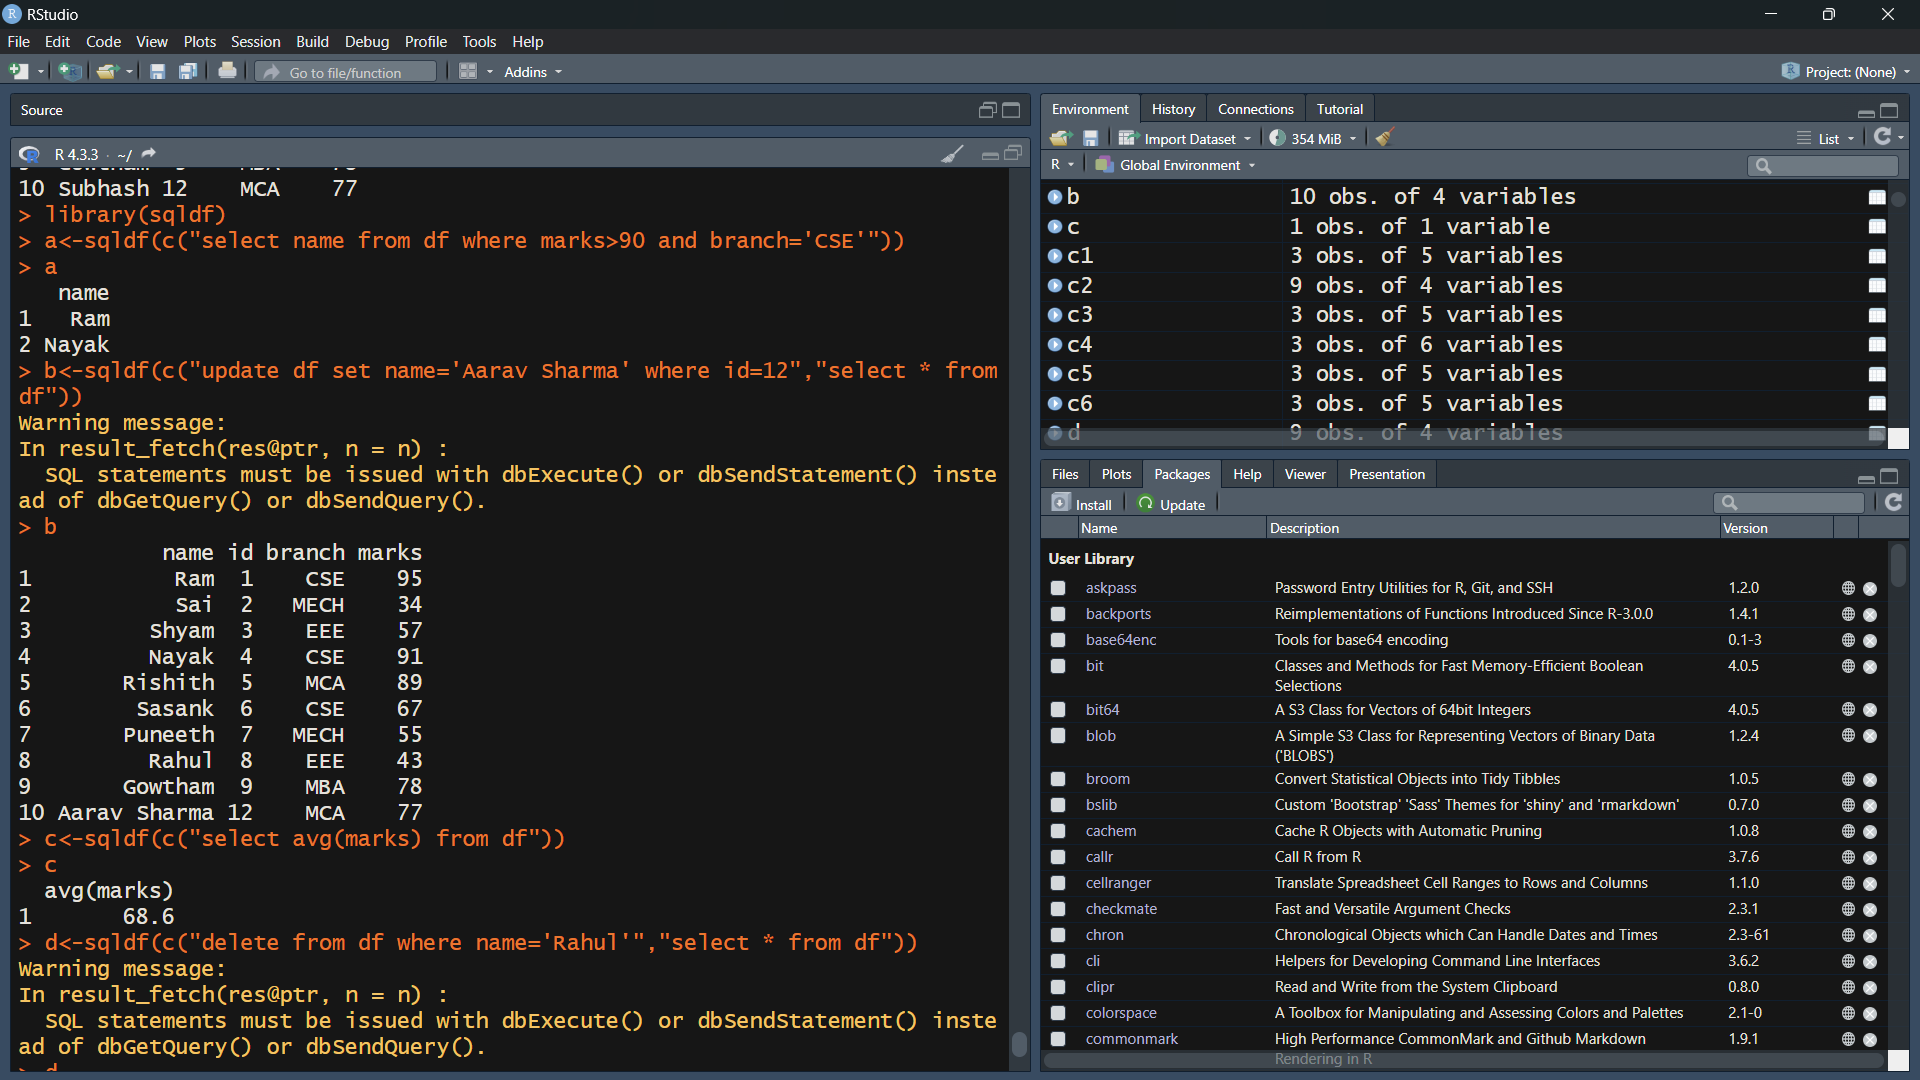 RStudio
File Edit Code View Plots Session Build Debug Profile Tools Help
Go to file/function Addins Project: (None)
Source
R 4.3.3 · ~/
10 Subhash 12 MCA 77
> library(sqldf)
> a<-sqldf(c("select name from df where marks>90 and branch='CSE'"))
> a
name
1 Ram
2 Nayak
> b<-sqldf(c("update df set name='Aarav Sharma' where id=12","select * from
df"))
Warning message:
In result_fetch(res@ptr, n = n) :
SQL statements must be issued with dbExecute() or dbSendStatement() inste
ad of dbGetQuery() or dbSendQuery().
> b
name id branch marks
1 Ram 1 CSE 95
2 Sai 2 MECH 34
3 Shyam 3 EEE 57
4 Nayak 4 CSE 91
5 Rishith 5 MCA 89
6 Sasank 6 CSE 67
7 Puneeth 7 MECH 55
8 Rahul 8 EEE 43
9 Gowtham 9 MBA 78
10 Aarav Sharma 12 MCA 77
> c<-sqldf(c("select avg(marks) from df"))
> c
avg(marks)
1 68.6
> d<-sqldf(c("delete from df where name='Rahul'","select * from df"))
Warning message:
In result_fetch(res@ptr, n = n) :
SQL statements must be issued with dbExecute() or dbSendStatement() inste
ad of dbGetQuery() or dbSendQuery().
Environment History Connections Tutorial
Import Dataset 354 MiB List
R Global Environment
b 10 obs. of 4 variables
c 1 obs. of 1 variable
c1 3 obs. of 5 variables
c2 9 obs. of 4 variables
c3 3 obs. of 5 variables
c4 3 obs. of 6 variables
c5 3 obs. of 5 variables
c6 3 obs. of 5 variables
d 9 obs. of 4 variables
Files Plots Packages Help Viewer Presentation
Install Update
Name Description Version
User Library
askpass Password Entry Utilities for R, Git, and SSH 1.2.0
backports Reimplementations of Functions Introduced Since R-3.0.0 1.4.1
base64enc Tools for base64 encoding 0.1-3
bit Classes and Methods for Fast Memory-Efficient Boolean 4.0.5
Selections
bit64 A S3 Class for Vectors of 64bit Integers 4.0.5
blob A Simple S3 Class for Representing Vectors of Binary Data 1.2.4
('BLOBS')
broom Convert Statistical Objects into Tidy Tibbles 1.0.5
bslib Custom 'Bootstrap' 'Sass' Themes for 'shiny' and 'rmarkdown' 0.7.0
cachem Cache R Objects with Automatic Pruning 1.0.8
callr Call R from R 3.7.6
cellranger Translate Spreadsheet Cell Ranges to Rows and Columns 1.1.0
checkmate Fast and Versatile Argument Checks 2.3.1
chron Chronological Objects which Can Handle Dates and Times 2.3-61
cli Helpers for Developing Command Line Interfaces 3.6.2
clipr Read and Write from the System Clipboard 0.8.0
colorspace A Toolbox for Manipulating and Assessing Colors and Palettes 2.1-0
commonmark High Performance CommonMark and Github Markdown 1.9.1
Rendering in R